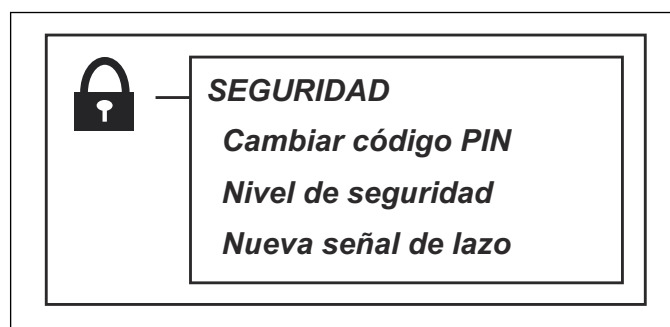 SEGURIDAD
Cambiar código PIN
Nivel de seguridad
Nueva señal de lazo